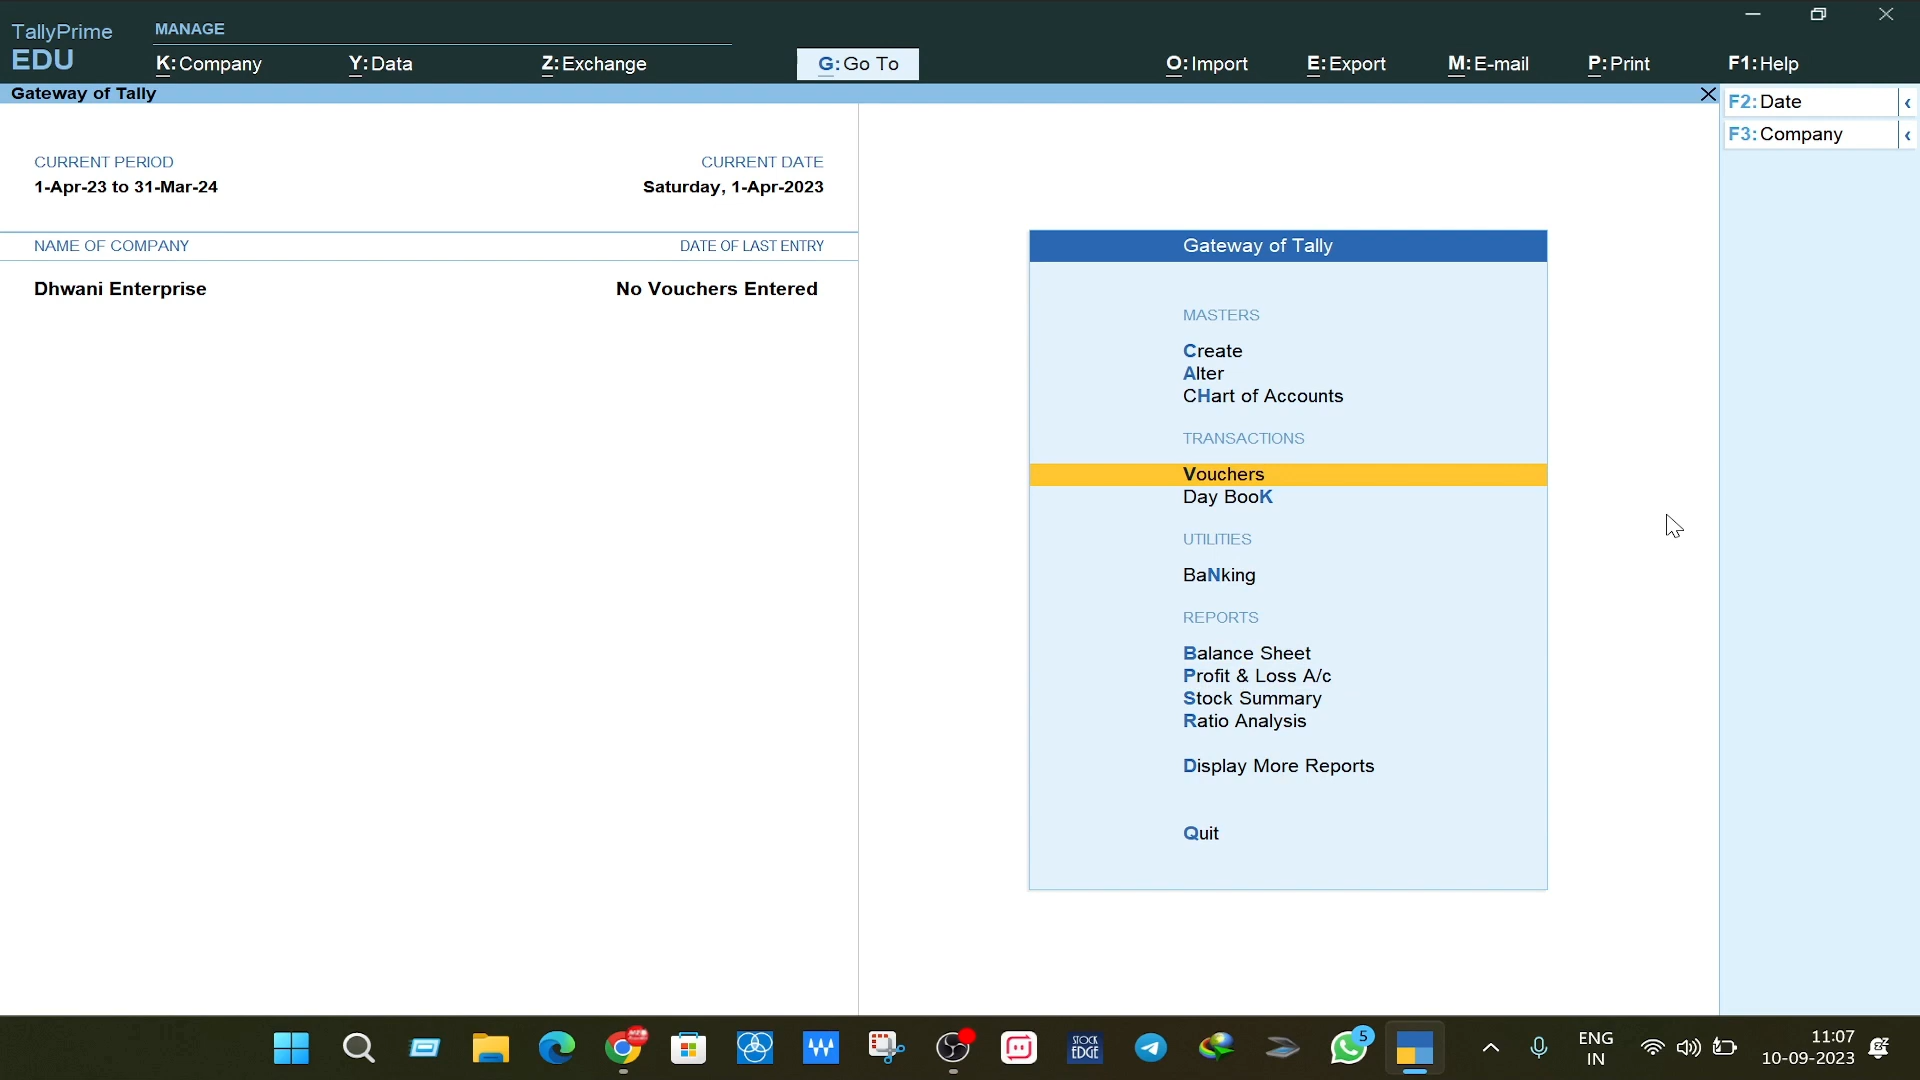 TallyPrime
EDU
MANAGE
K: Company
Y: Data
Z: Exchange
G: Go To
O: Import
E: Export
M: E-mail
P: Print
F1: Help
Gateway of Tally
F2: Date
F3: Company
CURRENT PERIOD
CURRENT DATE
1-Apr-23 to 31-Mar-24
Saturday, 1-Apr-2023
NAME OF COMPANY
DATE OF LAST ENTRY
Dhwani Enterprise
No Vouchers Entered
Gateway of Tally
MASTERS
Create
Alter
CHart of Accounts
TRANSACTIONS
Vouchers
Day BooK
UTILITIES
BaNking
REPORTS
Balance Sheet
Profit & Loss A/c
Stock Summary
Ratio Analysis
Display More Reports
Quit
STOCK
EDGE
5
ENG
IN
11:07
10-09-2023